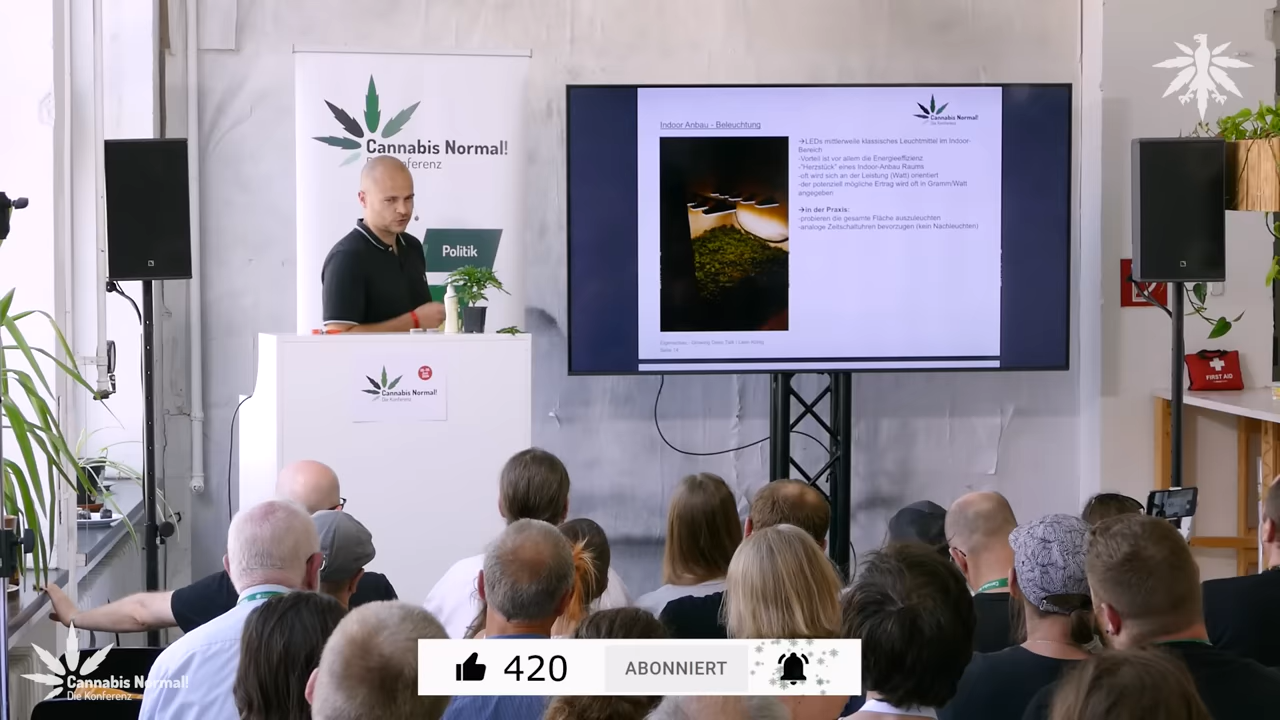 Cannabis Normal!
Die Konferenz
Politik
Cannabis Normal!
Die Konferenz
Indoor Anbau - Beleuchtung
Cannabis Normal!
Die Konferenz
→LEDs mittlerweile klassisches Leuchtmittel im Indoor-
Bereich
-Vorteil ist vor allem die Energieeffizienz
-"Herzstück" eines Indoor-Anbau Raums
-oft wird sich an der Leistung (Watt) orientiert
-der potenziell mögliche Ertrag wird oft in Gramm/Watt
angegeben
→in der Praxis:
-probieren die gesamte Fläche auszuleuchten
-analoge Zeitschaltuhren bevorzugen (kein Nachleuchten)
FIRST AID
Cannabis Normal!
Die Konferenz
420
ABONNIERT